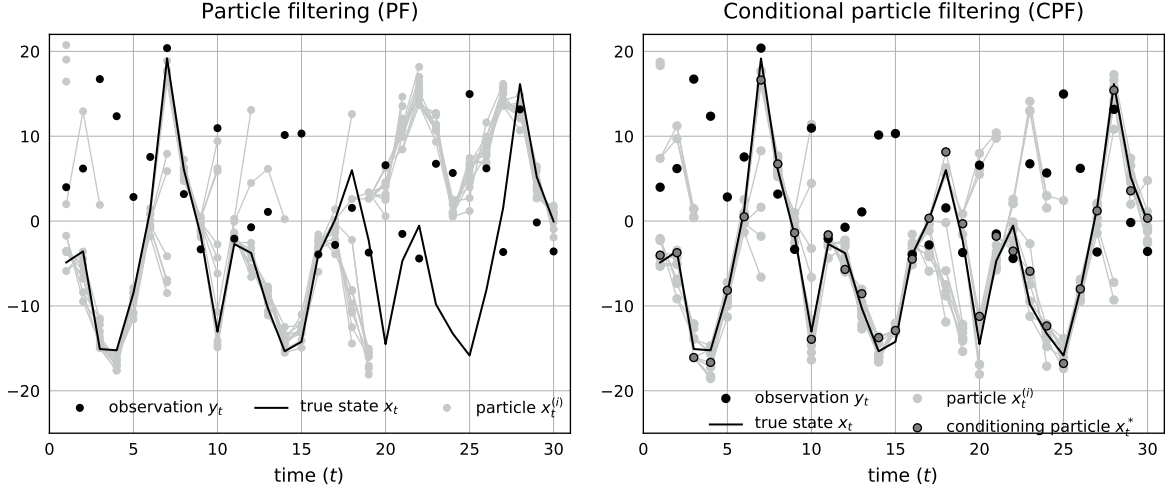 Particle filtering (PF)
20
10
0
−10
−20
observation y_t
true state x_t
particle x_t^{(i)}
0 5 10 15 20 25 30
time (t)
Conditional particle filtering (CPF)
20
10
0
−10
−20
observation y_t
particle x_t^{(i)}
true state x_t
conditioning particle x_t^*
0 5 10 15 20 25 30
time (t)